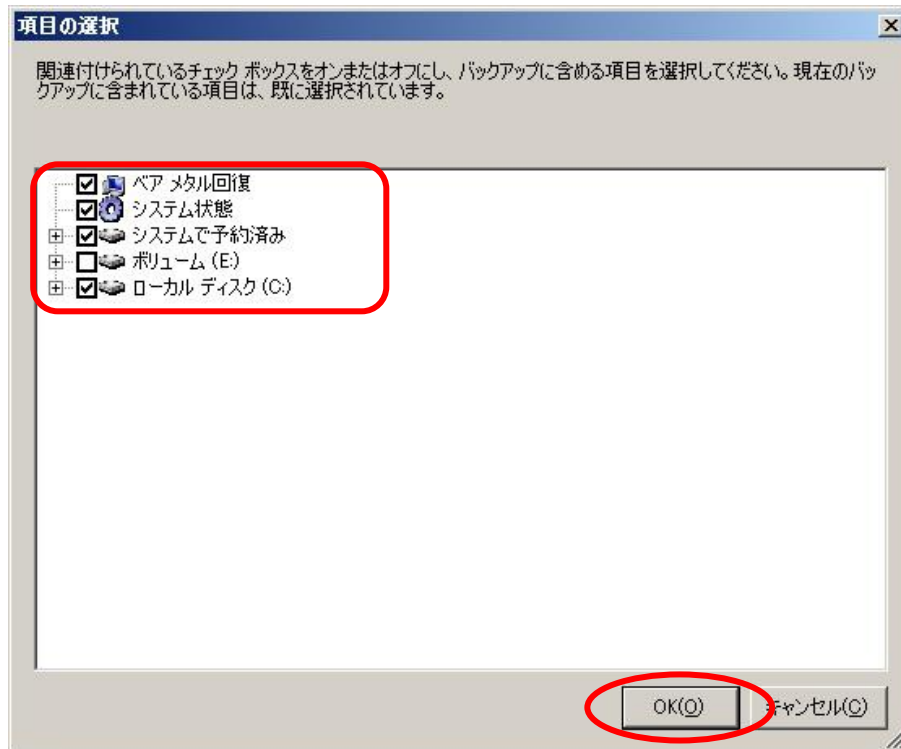 項目の選択
関連付けられているチェック ボックスをオンまたはオフにし、バックアップに含める項目を選択してください。現在のバッ
クアップに含まれている項目は、既に選択されています。
ベア メタル回復
システム状態
システムで予約済み
ボリューム (E:)
ローカル ディスク (C:)
OK(O)
キャンセル(C)